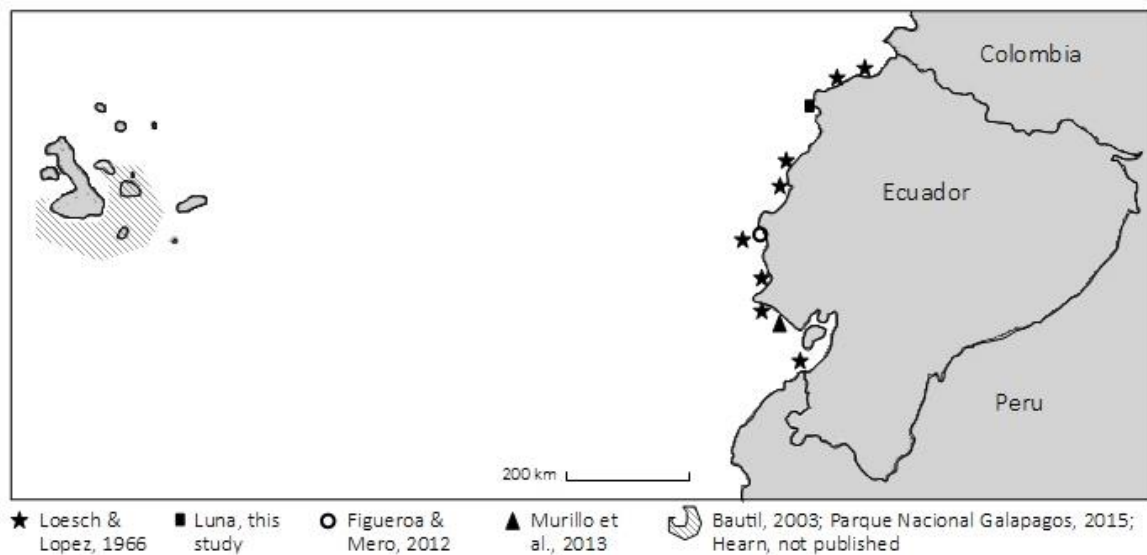 Colombia
Ecuador
Peru
200 km
Loesch &
Lopez, 1966
Luna, this
study
Figueroa &
Mero, 2012
Murillo et
al., 2013
Bautil, 2003; Parque Nacional Galapagos, 2015;
Hearn, not published